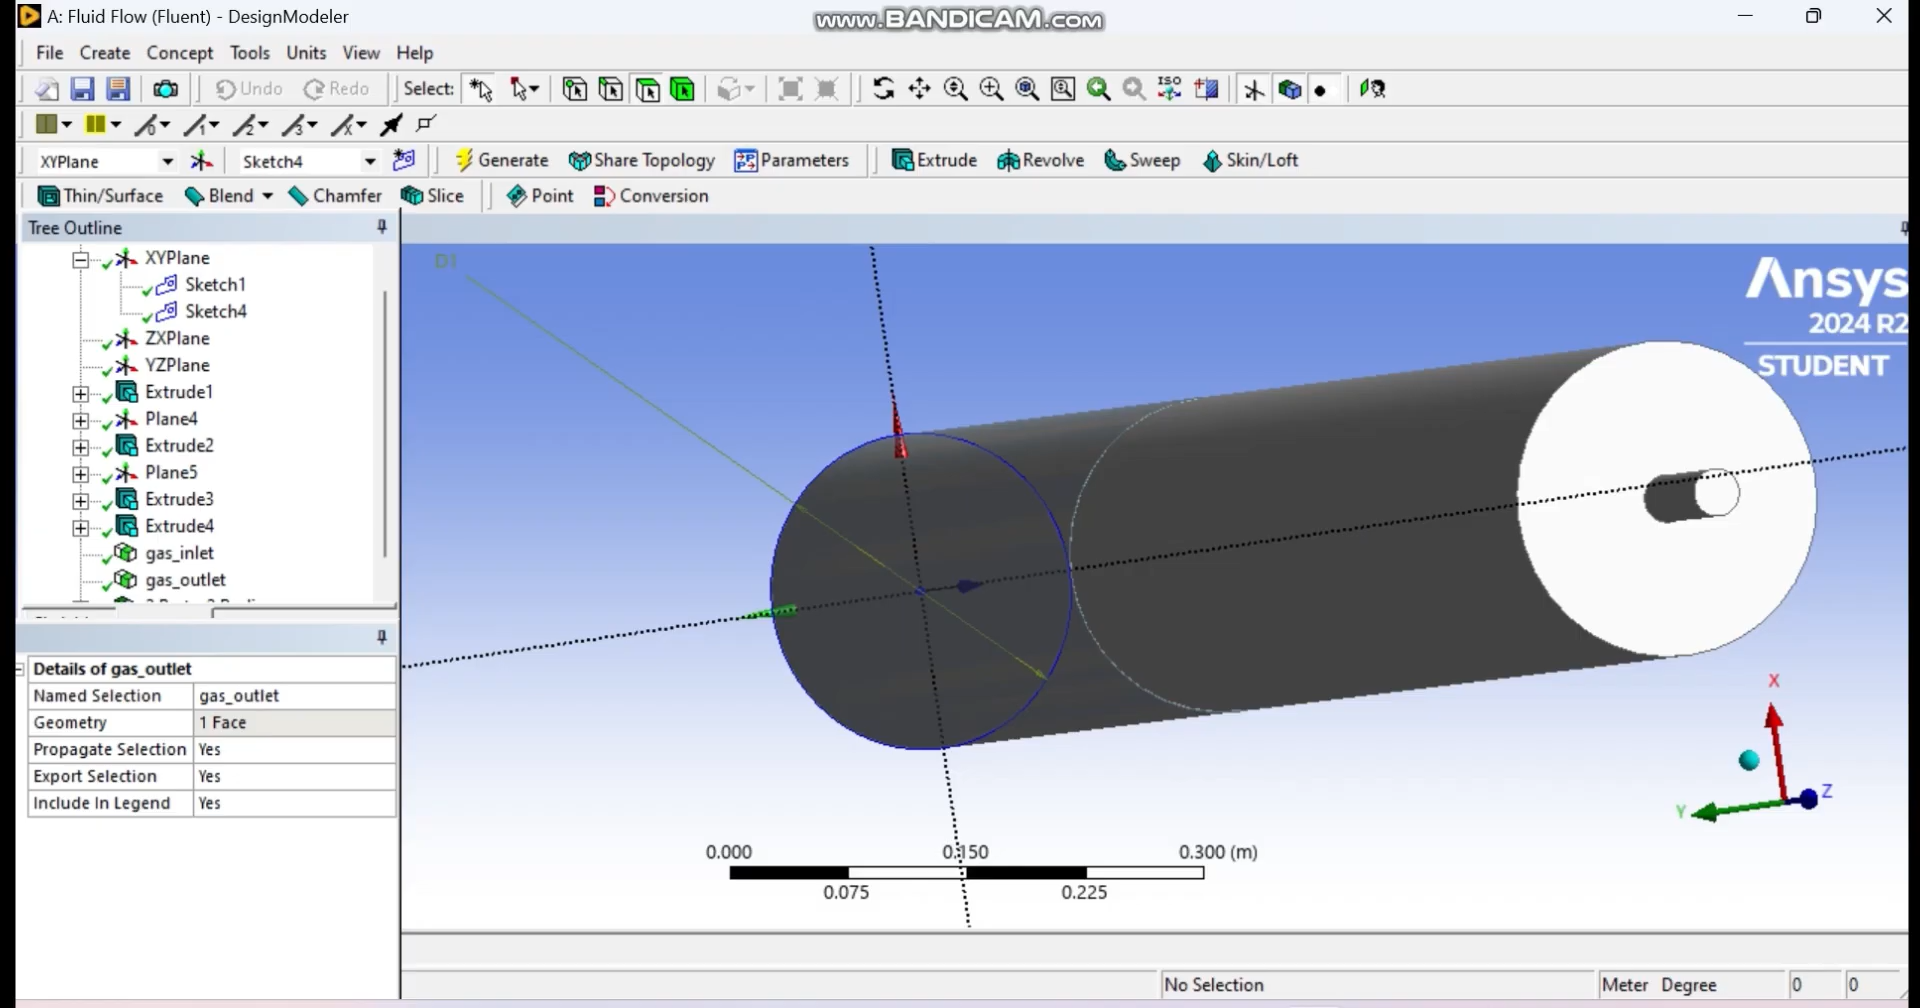 A: Fluid Flow (Fluent) - DesignModeler
www.BANDICAM.com
File Create Concept Tools Units View Help
Undo Redo Select: ISO
XYPlane Sketch4 Generate Share Topology Parameters Extrude Revolve Sweep Skin/Loft
Thin/Surface Blend Chamfer Slice Point Conversion
Tree Outline
XYPlane
Sketch1
Sketch4
ZXPlane
YZPlane
Extrude1
Plane4
Extrude2
Plane5
Extrude3
Extrude4
gas_inlet
gas_outlet
Details of gas_outlet
Named Selection gas_outlet
Geometry 1 Face
Propagate Selection Yes
Export Selection Yes
Include In Legend Yes
D1
Ansys
2024 R2
STUDENT
X
Y
Z
0.000 0.150 0.300 (m)
0.075 0.225
No Selection Meter Degree 0 0